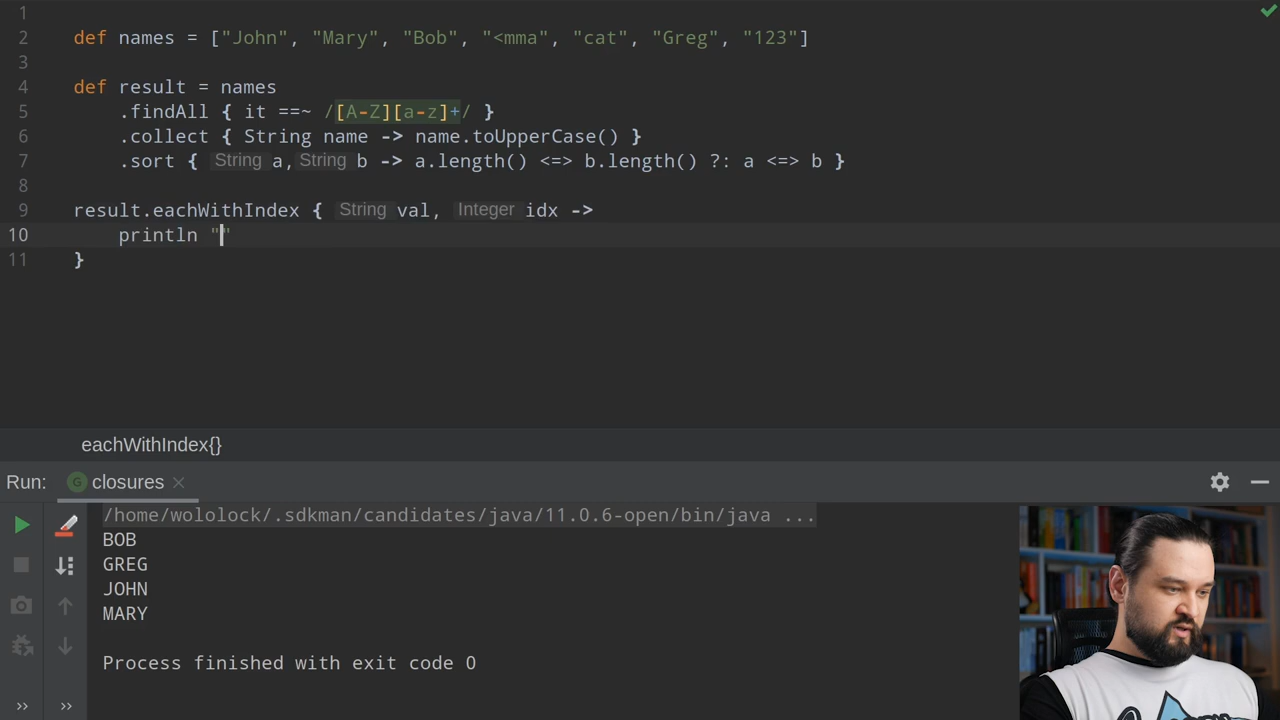 1
2 def names = ["John", "Mary", "Bob", "<mma", "cat", "Greg", "123"]
3
4 def result = names
5 .findAll { it ==~ /[A-Z][a-z]+/ }
6 .collect { String name -> name.toUpperCase() }
7 .sort { String a, String b -> a.length() <=> b.length() ?: a <=> b }
8
9 result.eachWithIndex { String val, Integer idx ->
10 println ""
11 }
eachWithIndex{}
Run: G closures ×
/home/wololock/.sdkman/candidates/java/11.0.6-open/bin/java ...
BOB
GREG
JOHN
MARY
Process finished with exit code 0